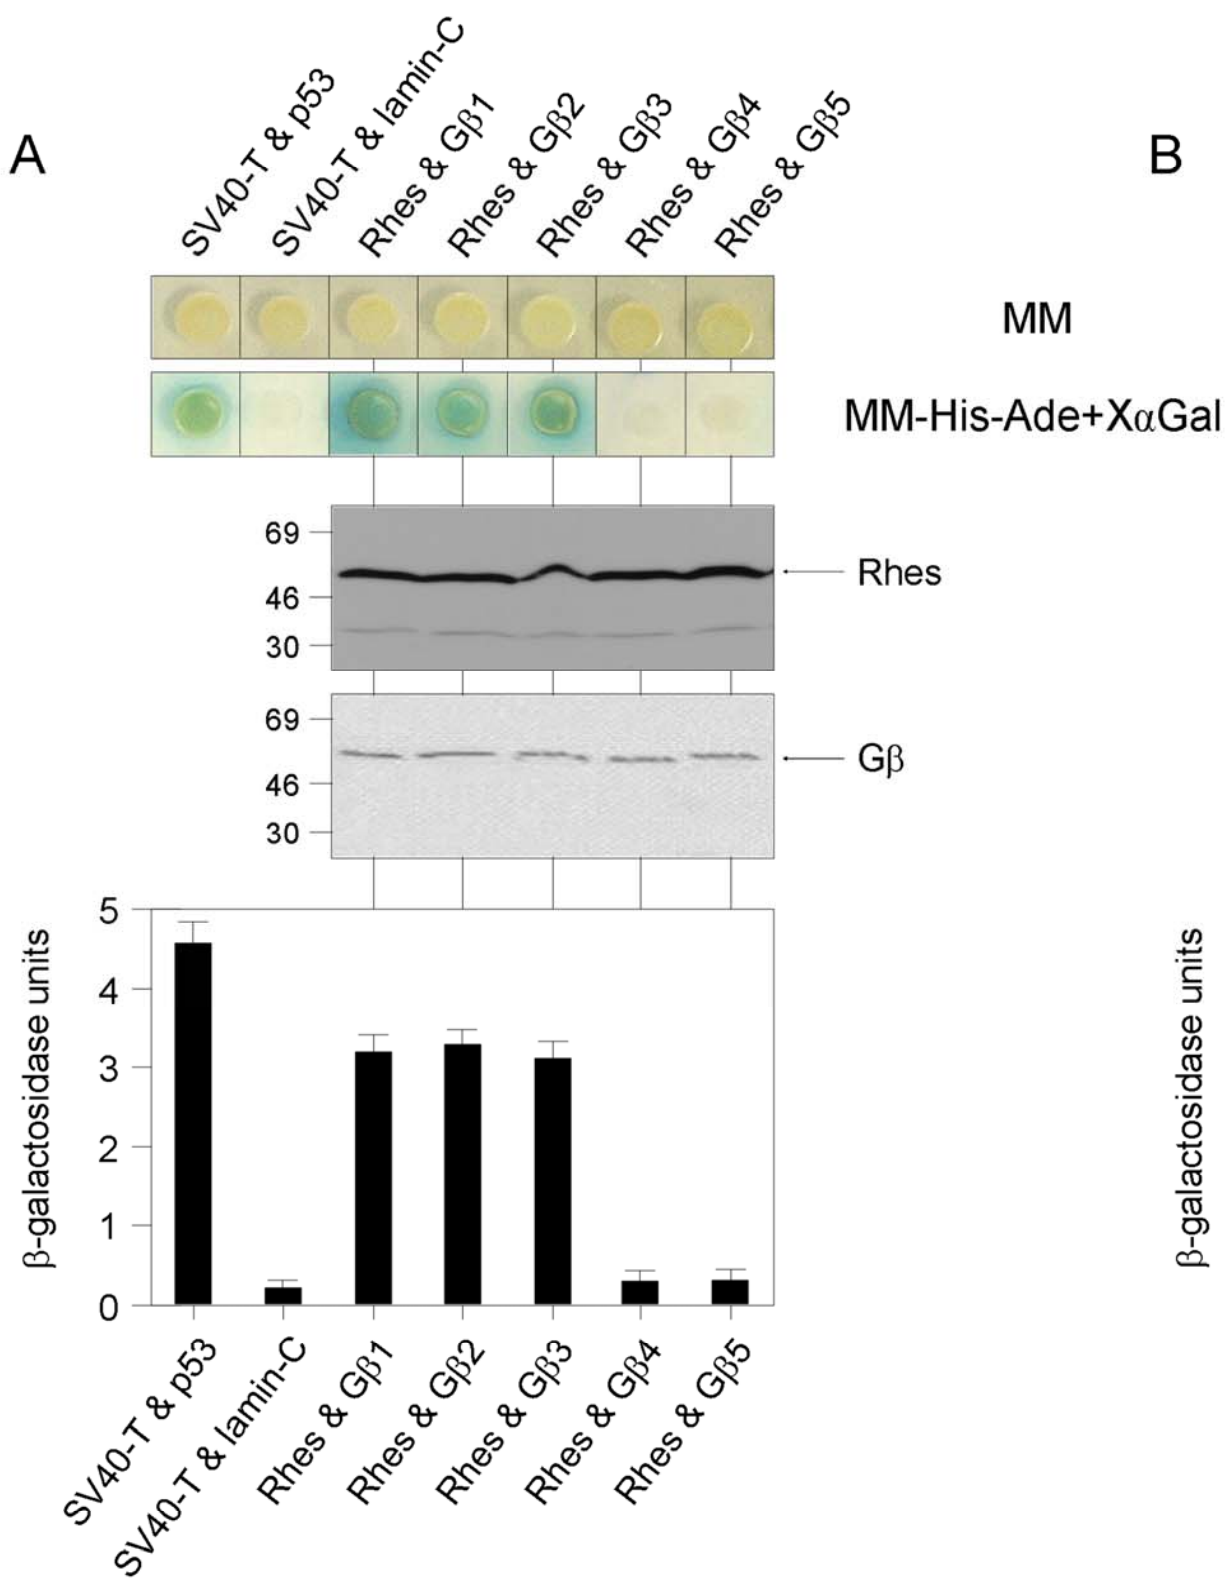 A
B
SV40-T & p53
SV40-T & lamin-C
Rhes & Gβ1
Rhes & Gβ2
Rhes & Gβ3
Rhes & Gβ4
Rhes & Gβ5
MM
MM-His-Ade+XαGal
69
46
30
Rhes
69
46
30
Gβ
β-galactosidase units
5
4
3
2
1
0
β-galactosidase units
SV40-T & p53
SV40-T & lamin-C
Rhes & Gβ1
Rhes & Gβ2
Rhes & Gβ3
Rhes & Gβ4
Rhes & Gβ5